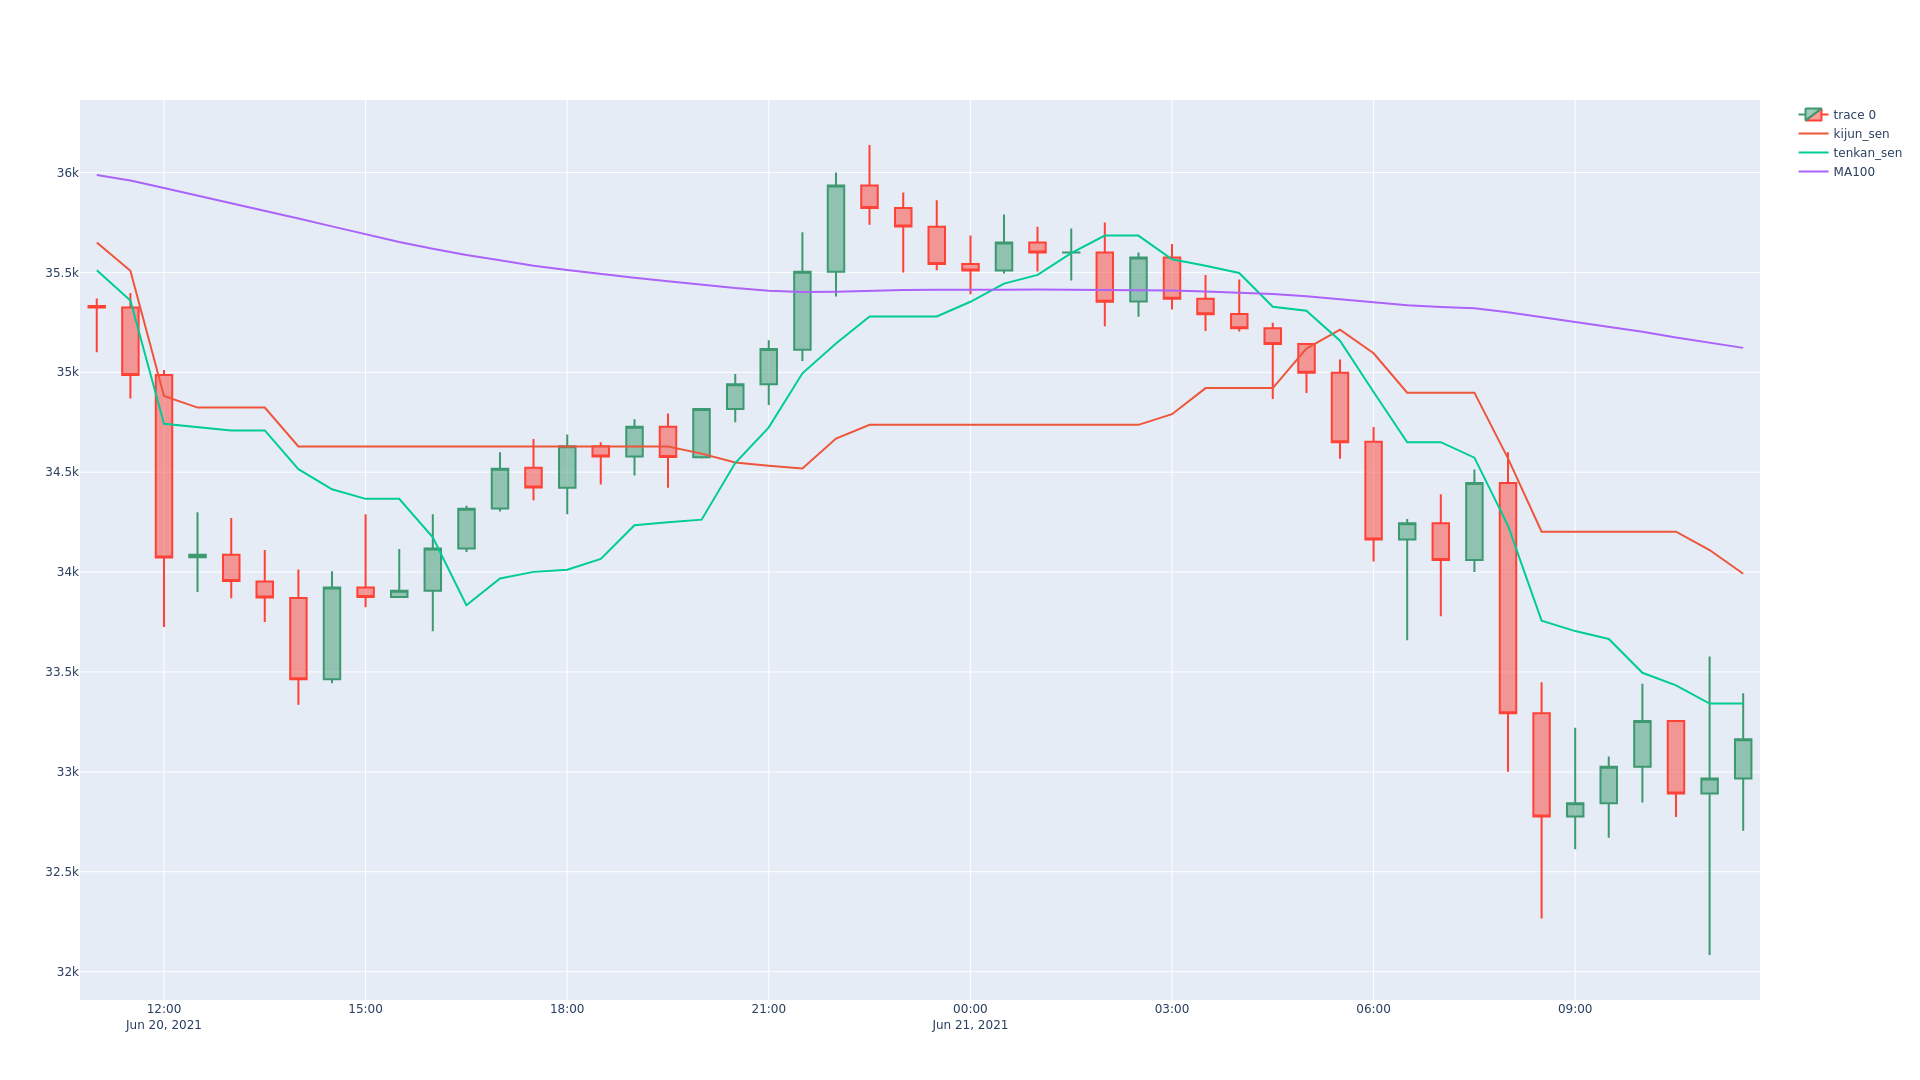 trace 0
kijun_sen
tenkan_sen
MA100
36k
35.5k
35k
34.5k
34k
33.5k
33k
32.5k
32k
12:00 15:00 18:00 21:00 00:00 03:00 06:00 09:00
Jun 20, 2021 Jun 21, 2021